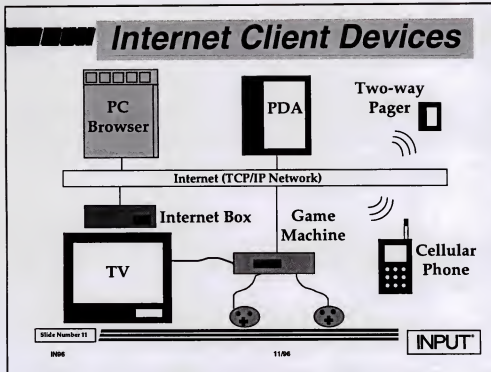 Internet Client Devices
PC
Browser
PDA
Two-way
Pager
Internet (TCP/IP Network)
Internet Box
Game
Machine
TV
Cellular
Phone
Slide Number 11
IN96
11/96
INPUT